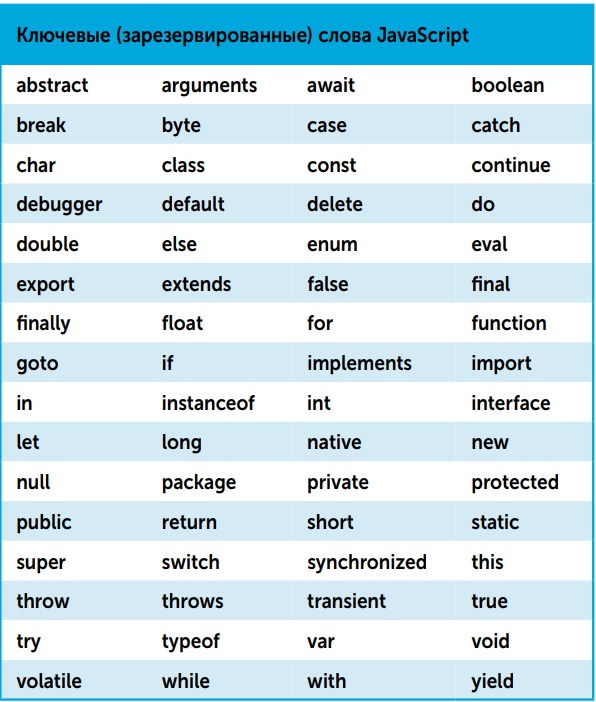 Ключевые (зарезервированные) слова JavaScript
abstract arguments await boolean
break byte case catch
char class const continue
debugger default delete do
double else enum eval
export extends false final
finally float for function
goto if implements import
in instanceof int interface
let long native new
null package private protected
public return short static
super switch synchronized this
throw throws transient true
try typeof var void
volatile while with yield